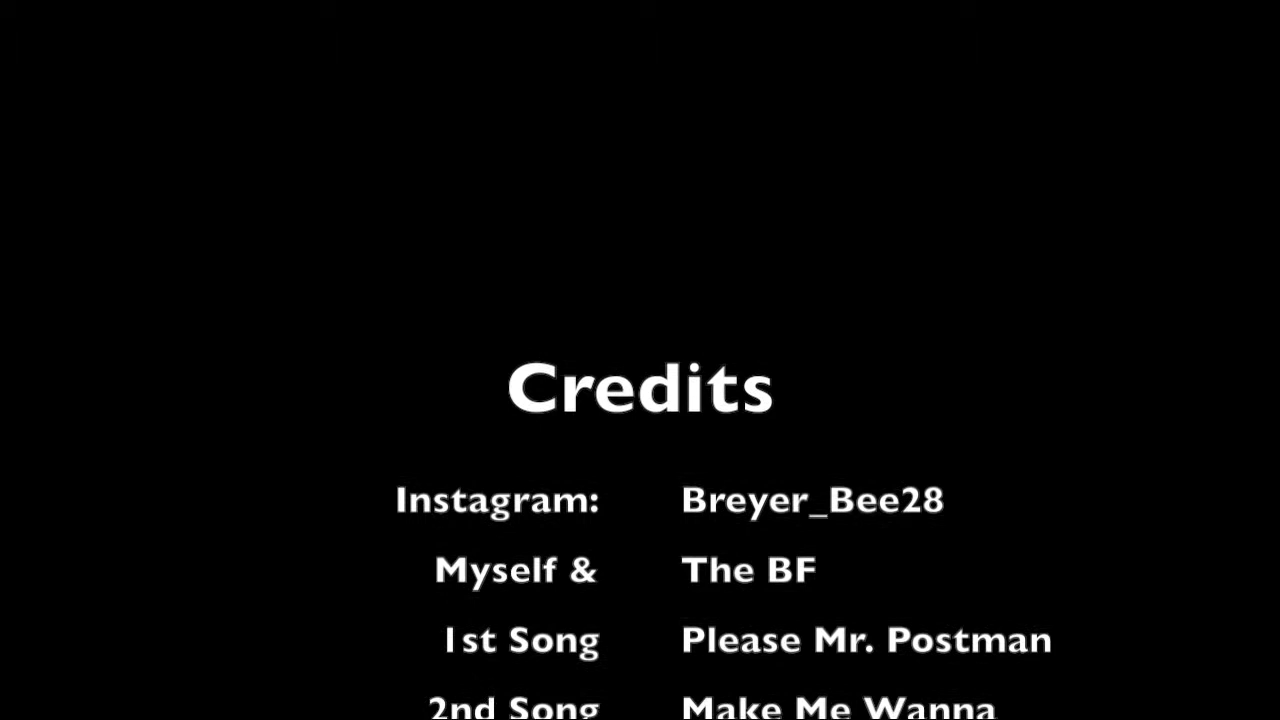 Credits
Instagram: Breyer_Bee28
Myself & The BF
1st Song Please Mr. Postman
2nd Song Make Me Wanna